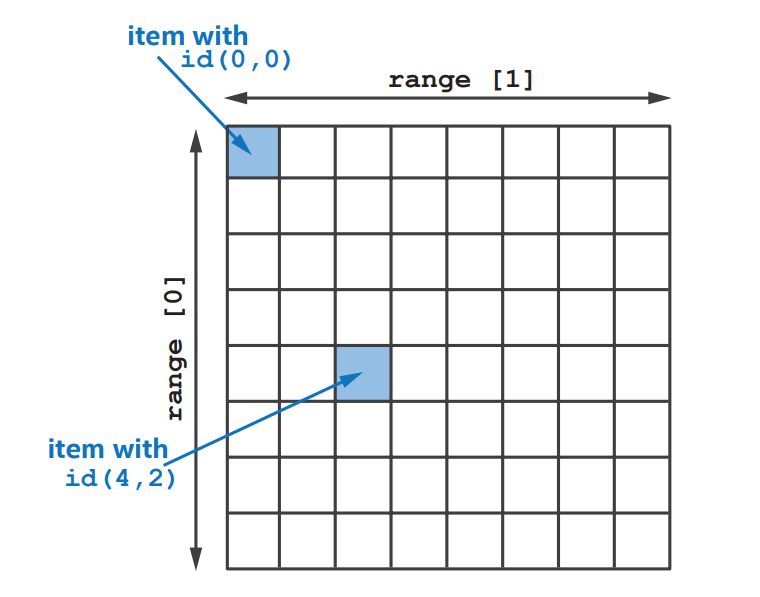 item with
id(0,0)
range [1]
range [0]
item with
id(4,2)